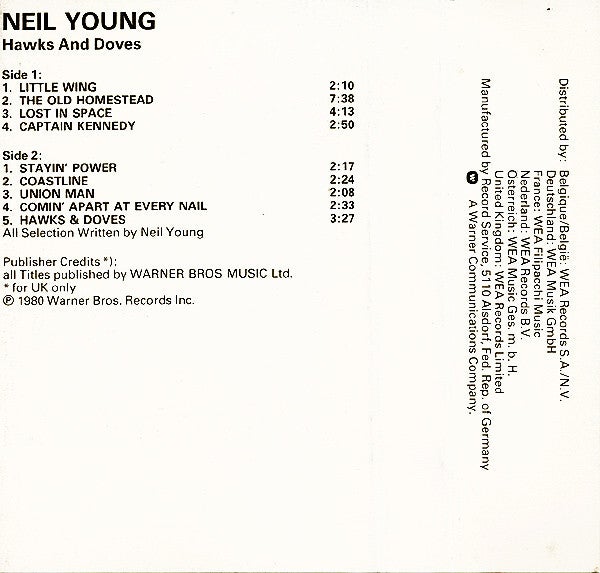 NEIL YOUNG
Hawks And Doves
Side 1:
1. LITTLE WING 2:10
2. THE OLD HOMESTEAD 7:38
3. LOST IN SPACE 4:13
4. CAPTAIN KENNEDY 2:50
Side 2:
1. STAYIN' POWER 2:17
2. COASTLINE 2:24
3. UNION MAN 2:08
4. COMIN' APART AT EVERY NAIL 2:33
5. HAWKS & DOVES 3:27
All Selection Written by Neil Young
Publisher Credits *):
all Titles published by WARNER BROS MUSIC Ltd.
* for UK only
℗ 1980 Warner Bros. Records Inc.
Distributed by: Belgique/België: WEA Records S.A./N.V.
Deutschland: WEA Musik GmbH
France: WEA Filipacchi Music
Nederland: WEA Records B.V.
Österreich: WEA Music Ges. m. b. H.
United Kingdom: WEA Records Limited
Manufactured by Record Service, 5110 Alsdorf, Fed. Rep. of Germany
A Warner Communications Company.